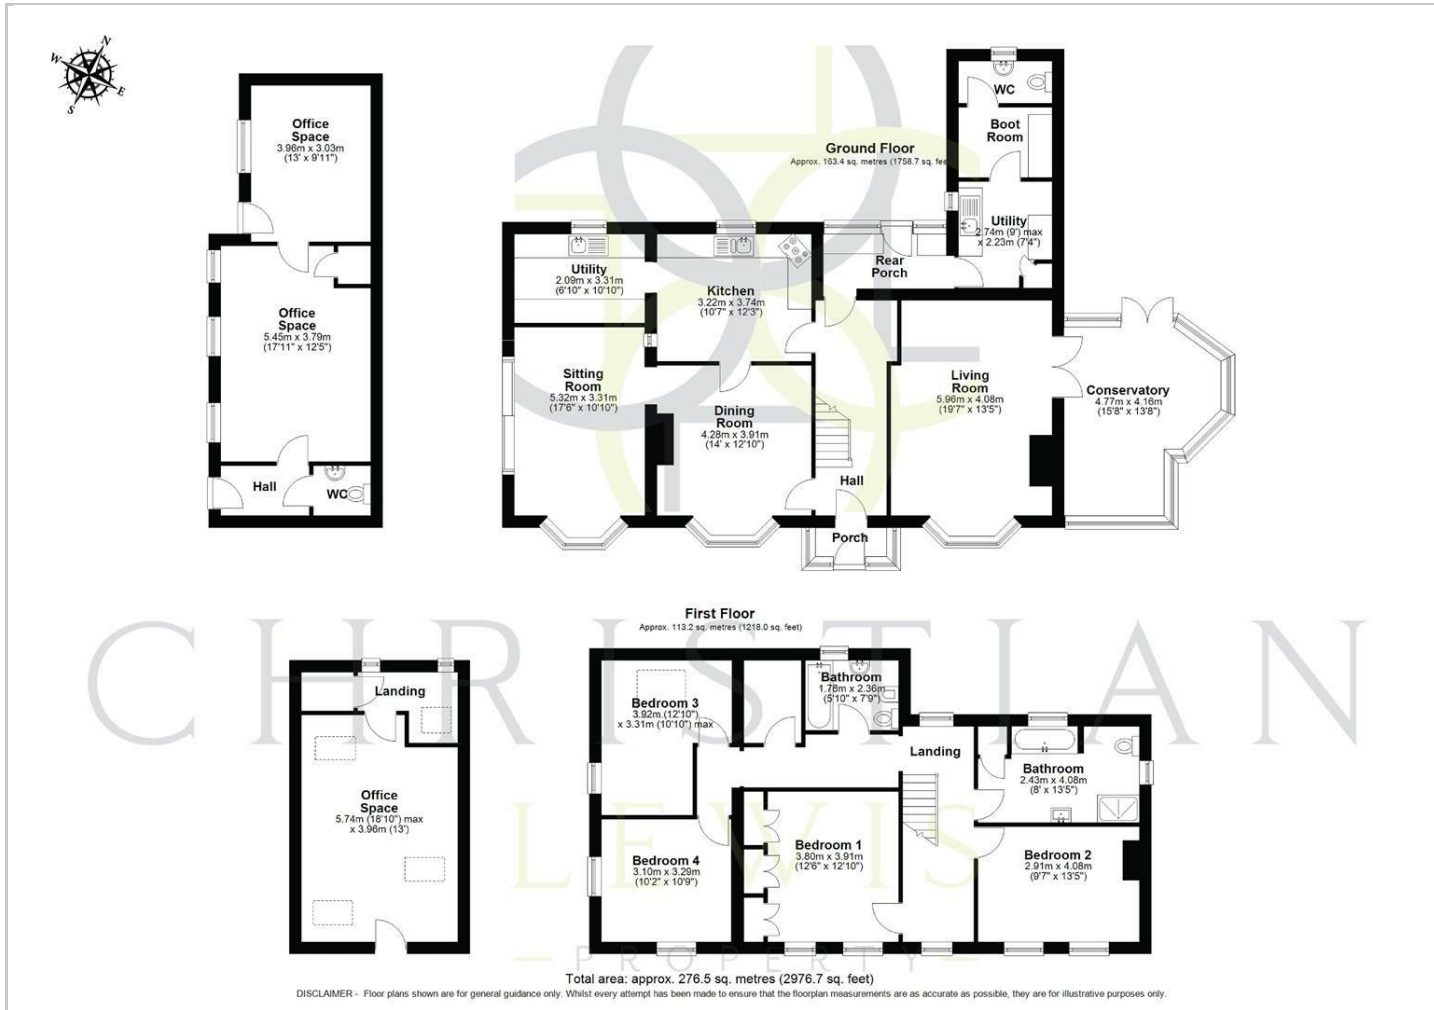 N
W
E
S
Office
Space
3.96m x 3.03m
(13' x 9'11")
Office
Space
5.45m x 3.79m
(17'11" x 12'5")
Hall
WC
Ground Floor
Approx. 163.4 sq. metres (1758.7 sq. feet)
WC
Boot
Room
Utility
2.74m (9') max
x 2.23m (7'4")
Rear
Porch
Utility
2.09m x 3.31m
(6'10" x 10'10")
Kitchen
3.22m x 3.74m
(10'7" x 12'3")
Sitting
Room
5.32m x 3.31m
(17'6" x 10'10")
Dining
Room
4.28m x 3.91m
(14' x 12'10")
Living
Room
5.96m x 4.08m
(19'7" x 13'5")
Conservatory
4.77m x 4.16m
(15'8" x 13'8")
Hall
Porch
CHRISTIAN
LEWIS
PROPERTY
First Floor
Approx. 113.2 sq. metres (1218.0 sq. feet)
Landing
Office
Space
5.74m (18'10") max
x 3.96m (13')
Bedroom 3
3.92m (12'10")
x 3.31m (10'10") max
Bathroom
1.78m x 2.36m
(5'10" x 7'9")
Landing
Bathroom
2.43m x 4.08m
(8' x 13'5")
Bedroom 4
3.10m x 3.29m
(10'2" x 10'9")
Bedroom 1
3.80m x 3.91m
(12'6" x 12'10")
Bedroom 2
2.91m x 4.08m
(9'7" x 13'5")
Total area: approx. 276.5 sq. metres (2976.7 sq. feet)
DISCLAIMER - Floor plans shown are for general guidance only. Whilst every attempt has been made to ensure that the floorplan measurements are as accurate as possible, they are for illustrative purposes only.